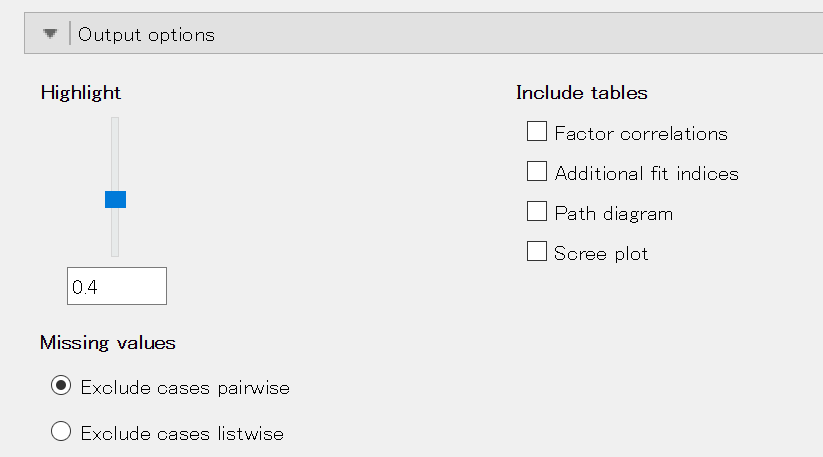 Output options
Highlight
0.4
Missing values
Exclude cases pairwise
Exclude cases listwise
Include tables
Factor correlations
Additional fit indices
Path diagram
Scree plot